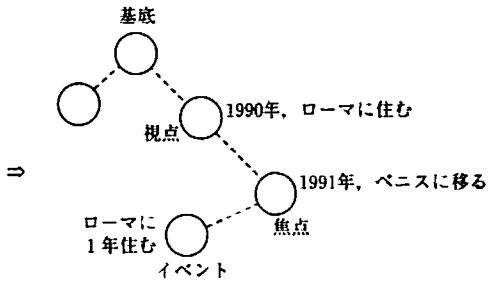 基底
1990年，ローマに住む
視点
⇒
1991年，ベニスに移る
ローマに
1年住む
焦点
イベント